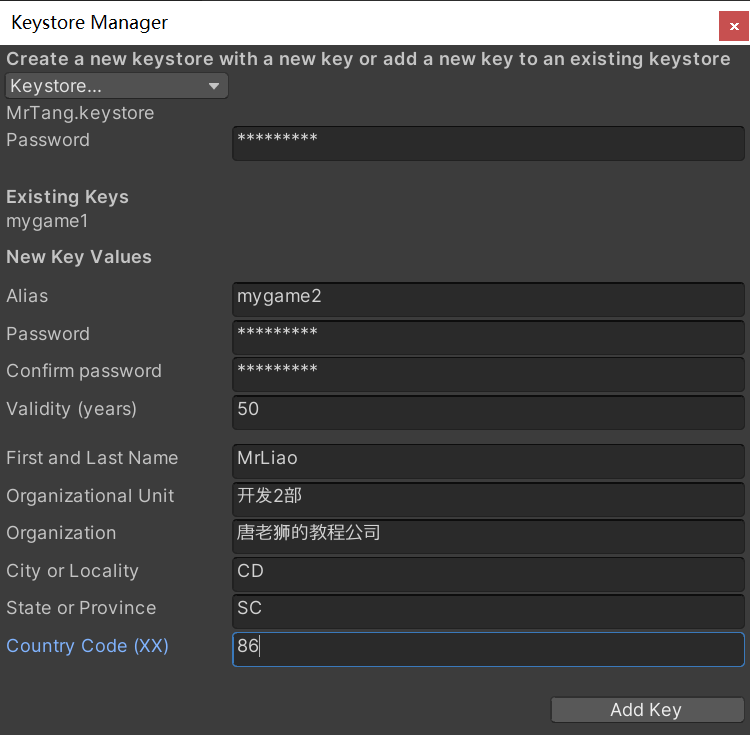 Keystore Manager
Create a new keystore with a new key or add a new key to an existing keystore
Keystore...
MrTang.keystore
Password *********
Existing Keys
mygame1
New Key Values
Alias mygame2
Password *********
Confirm password *********
Validity (years) 50
First and Last Name MrLiao
Organizational Unit 开发2部
Organization 唐老狮的教程公司
City or Locality CD
State or Province SC
Country Code (XX) 86
Add Key